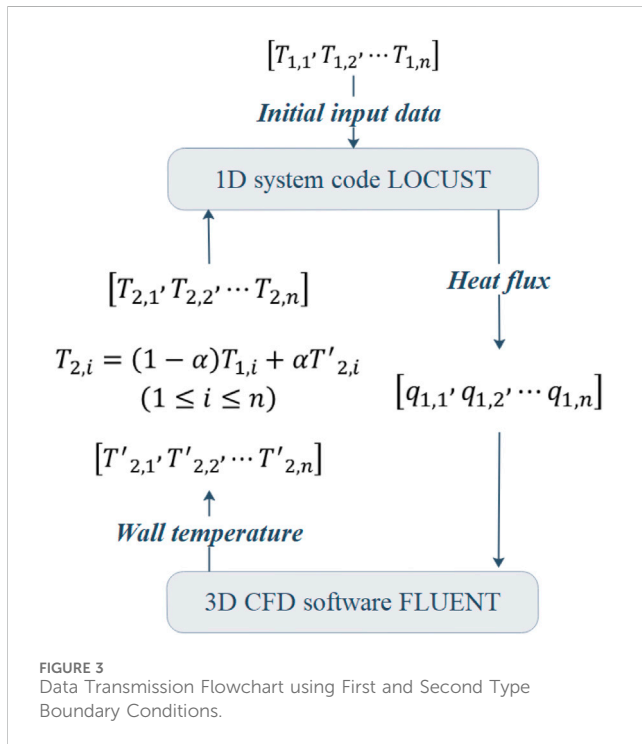 [T₁,₁, T₁,₂, ⋯ T₁,ₙ]
Initial input data
1D system code LOCUST
[T₂,₁, T₂,₂, ⋯ T₂,ₙ]
Heat flux
T₂,ᵢ = (1 − α)T₁,ᵢ + αT′₂,ᵢ
(1 ≤ i ≤ n)
[q₁,₁, q₁,₂, ⋯ q₁,ₙ]
[T′₂,₁, T′₂,₂, ⋯ T′₂,ₙ]
Wall temperature
3D CFD software FLUENT
FIGURE 3
Data Transmission Flowchart using First and Second Type
Boundary Conditions.